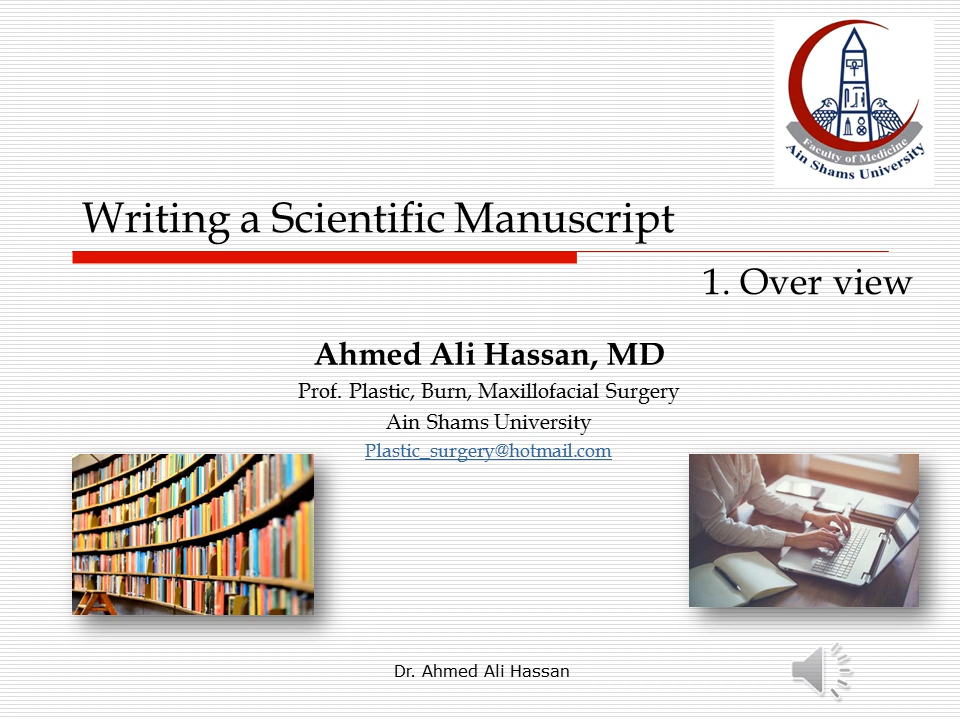 Faculty of Medicine
Ain Shams University
Writing a Scientific Manuscript
1. Over view
Ahmed Ali Hassan, MD
Prof. Plastic, Burn, Maxillofacial Surgery
Ain Shams University
Plastic_surgery@hotmail.com
Dr. Ahmed Ali Hassan